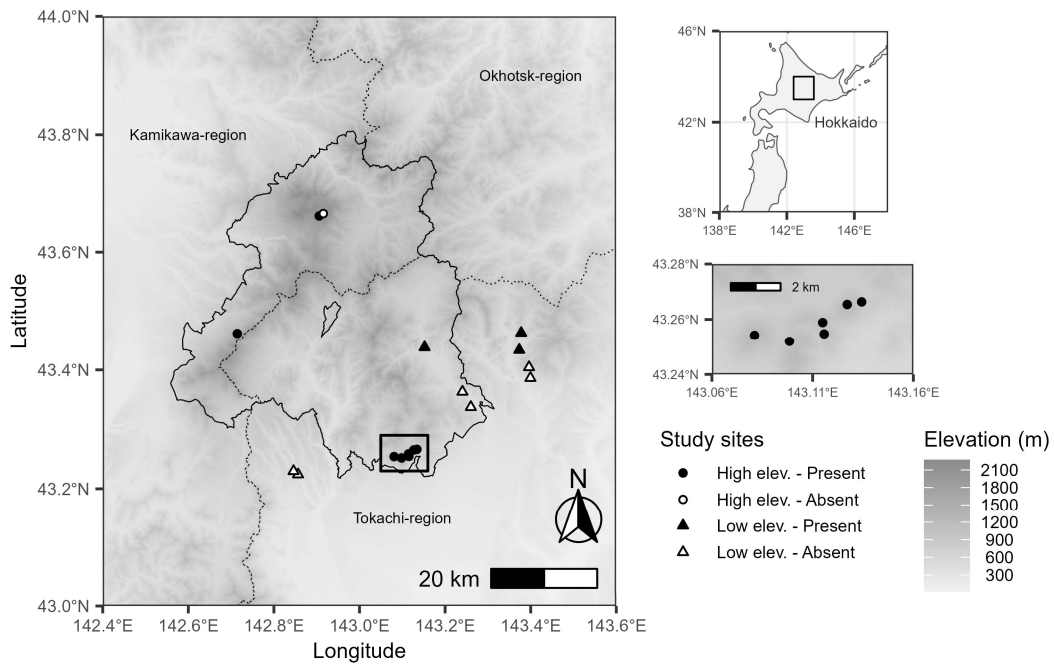 44.0°N
43.8°N
43.6°N
43.4°N
43.2°N
43.0°N
Latitude
142.4°E 142.6°E 142.8°E 143.0°E 143.2°E 143.4°E 143.6°E
Longitude
Okhotsk-region
Kamikawa-region
Tokachi-region
N
20 km
46°N
42°N
38°N
138°E 142°E 146°E
Hokkaido
43.28°N
43.26°N
43.24°N
143.06°E 143.11°E 143.16°E
2 km
Study sites
High elev. - Present
High elev. - Absent
Low elev. - Present
Low elev. - Absent
Elevation (m)
2100
1800
1500
1200
900
600
300